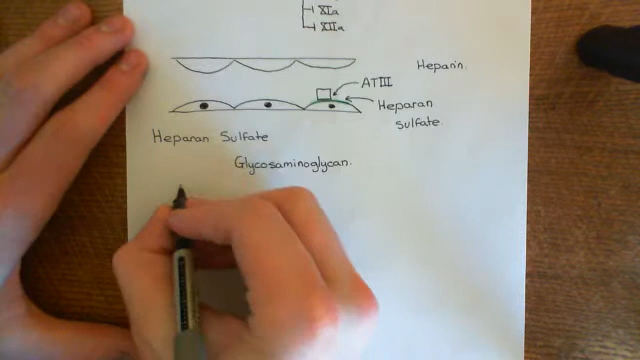 XIa
XIIa
Heparin.
ATIII
Heparan
Sulfate.
Heparan Sulfate
Glycosaminoglycan.